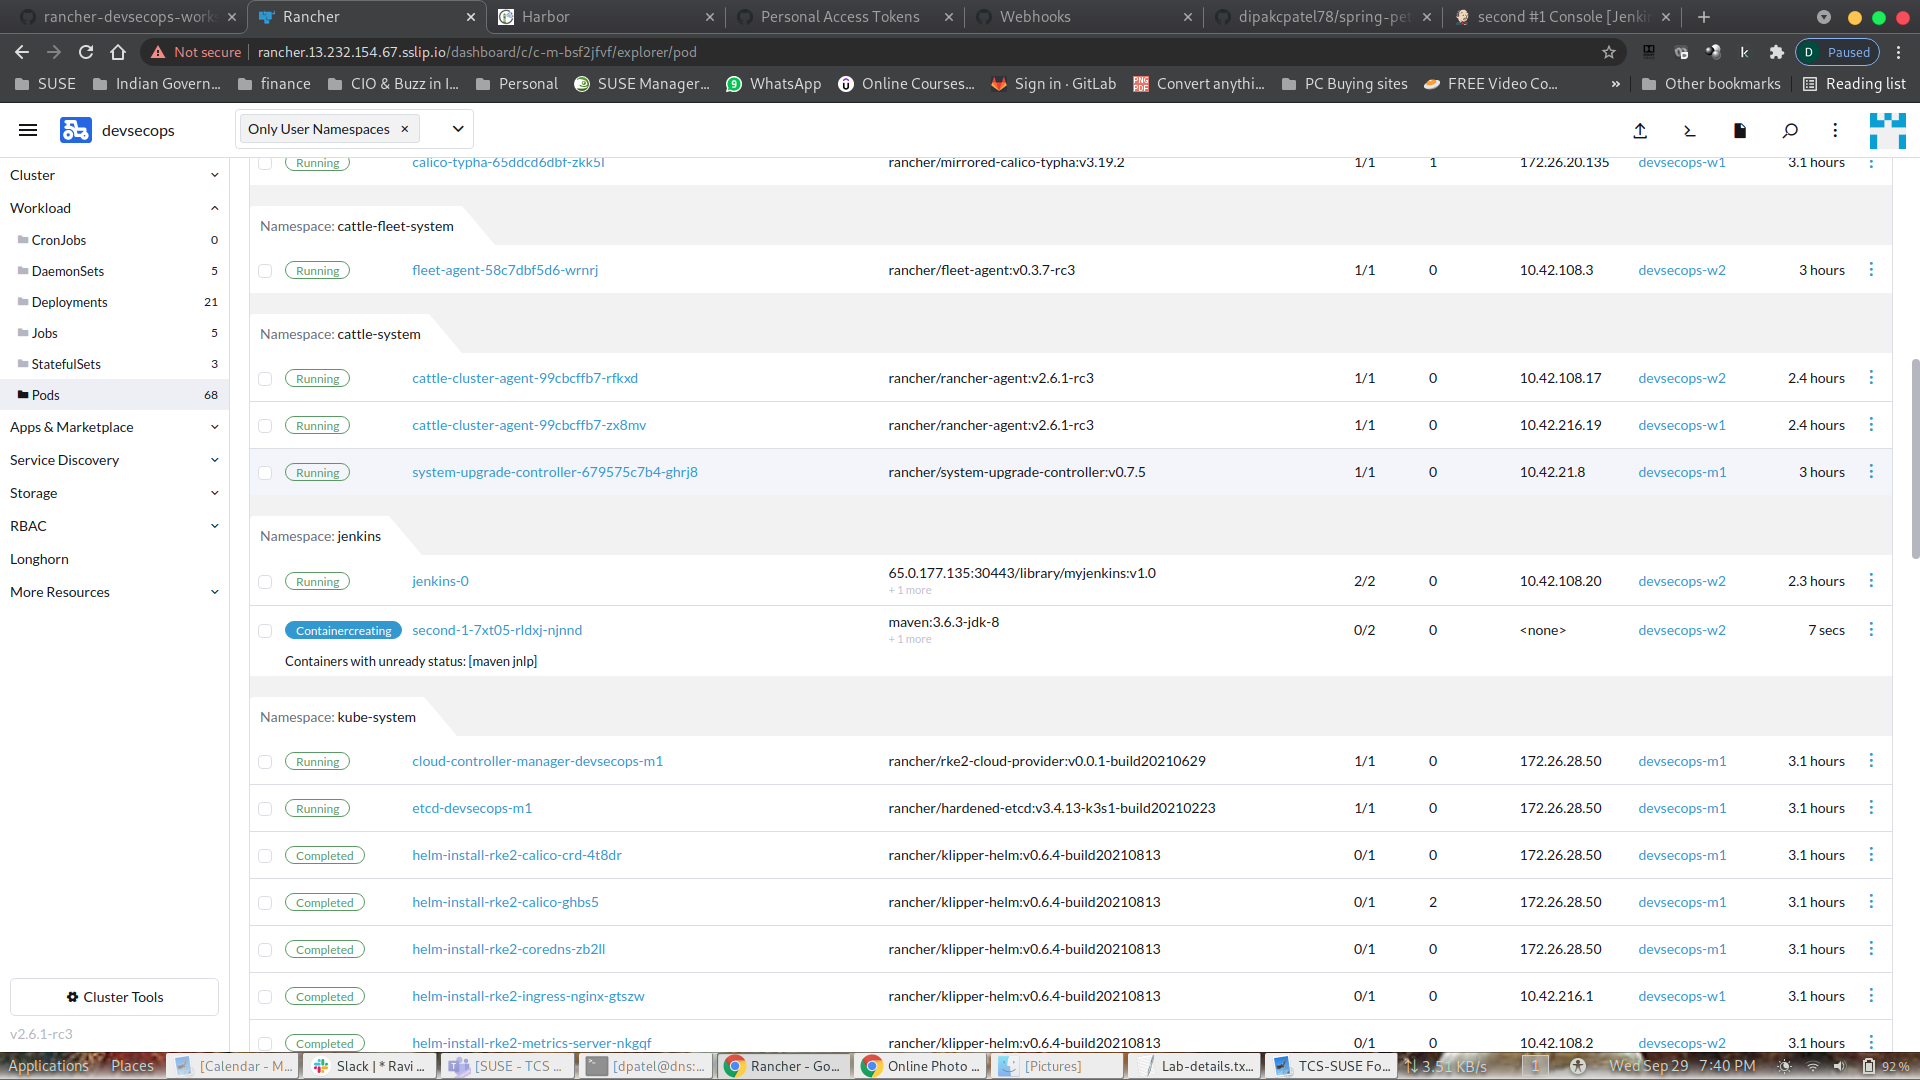 rancher-devsecops-works
Rancher
Harbor
Personal Access Tokens
Webhooks
dipakcpatel78/spring-pet
second #1 Console [Jenki
Not secure
rancher.13.232.154.67.sslip.io/dashboard/c/c-m-bsf2jfvf/explorer/pod
D Paused
SUSE
Indian Govern...
finance
CIO & Buzz in I...
Personal
SUSE Manager...
WhatsApp
Online Courses...
Sign in · GitLab
Convert anythi...
PC Buying sites
FREE Video Co...
»
Other bookmarks
Reading list
devsecops
Only User Namespaces ×
Cluster
Workload
CronJobs 0
DaemonSets 5
Deployments 21
Jobs 5
StatefulSets 3
Pods 68
Apps & Marketplace
Service Discovery
Storage
RBAC
Longhorn
More Resources
Cluster Tools
v2.6.1-rc3
Running calico-typha-65ddcd6dbf-zkk5l rancher/mirrored-calico-typha:v3.19.2 1/1 1 172.26.20.135 devsecops-w1 3.1 hours
Namespace: cattle-fleet-system
Running fleet-agent-58c7dbf5d6-wrnrj rancher/fleet-agent:v0.3.7-rc3 1/1 0 10.42.108.3 devsecops-w2 3 hours
Namespace: cattle-system
Running cattle-cluster-agent-99cbcffb7-rfkxd rancher/rancher-agent:v2.6.1-rc3 1/1 0 10.42.108.17 devsecops-w2 2.4 hours
Running cattle-cluster-agent-99cbcffb7-zx8mv rancher/rancher-agent:v2.6.1-rc3 1/1 0 10.42.216.19 devsecops-w1 2.4 hours
Running system-upgrade-controller-679575c7b4-ghrj8 rancher/system-upgrade-controller:v0.7.5 1/1 0 10.42.21.8 devsecops-m1 3 hours
Namespace: jenkins
Running jenkins-0 65.0.177.135:30443/library/myjenkins:v1.0 2/2 0 10.42.108.20 devsecops-w2 2.3 hours
+ 1 more
Containercreating second-1-7xt05-rldxj-njnnd maven:3.6.3-jdk-8 0/2 0 <none> devsecops-w2 7 secs
+ 1 more
Containers with unready status: [maven jnlp]
Namespace: kube-system
Running cloud-controller-manager-devsecops-m1 rancher/rke2-cloud-provider:v0.0.1-build20210629 1/1 0 172.26.28.50 devsecops-m1 3.1 hours
Running etcd-devsecops-m1 rancher/hardened-etcd:v3.4.13-k3s1-build20210223 1/1 0 172.26.28.50 devsecops-m1 3.1 hours
Completed helm-install-rke2-calico-crd-4t8dr rancher/klipper-helm:v0.6.4-build20210813 0/1 0 172.26.28.50 devsecops-m1 3.1 hours
Completed helm-install-rke2-calico-ghbs5 rancher/klipper-helm:v0.6.4-build20210813 0/1 2 172.26.28.50 devsecops-m1 3.1 hours
Completed helm-install-rke2-coredns-zb2ll rancher/klipper-helm:v0.6.4-build20210813 0/1 0 172.26.28.50 devsecops-m1 3.1 hours
Completed helm-install-rke2-ingress-nginx-gtszw rancher/klipper-helm:v0.6.4-build20210813 0/1 0 10.42.216.1 devsecops-w1 3.1 hours
Completed helm-install-rke2-metrics-server-nkgqf rancher/klipper-helm:v0.6.4-build20210813 0/1 0 10.42.108.2 devsecops-w2 3.1 hours
Applications
Places
[Calendar - M...
Slack | * Ravi ...
[SUSE - TCS ...
[dpatel@dns:...
Rancher - Go...
Online Photo ...
[Pictures]
Lab-details.tx...
TCS-SUSE Fo...
3.51 KB/s
1
Wed Sep 29 7:40 PM
92 %